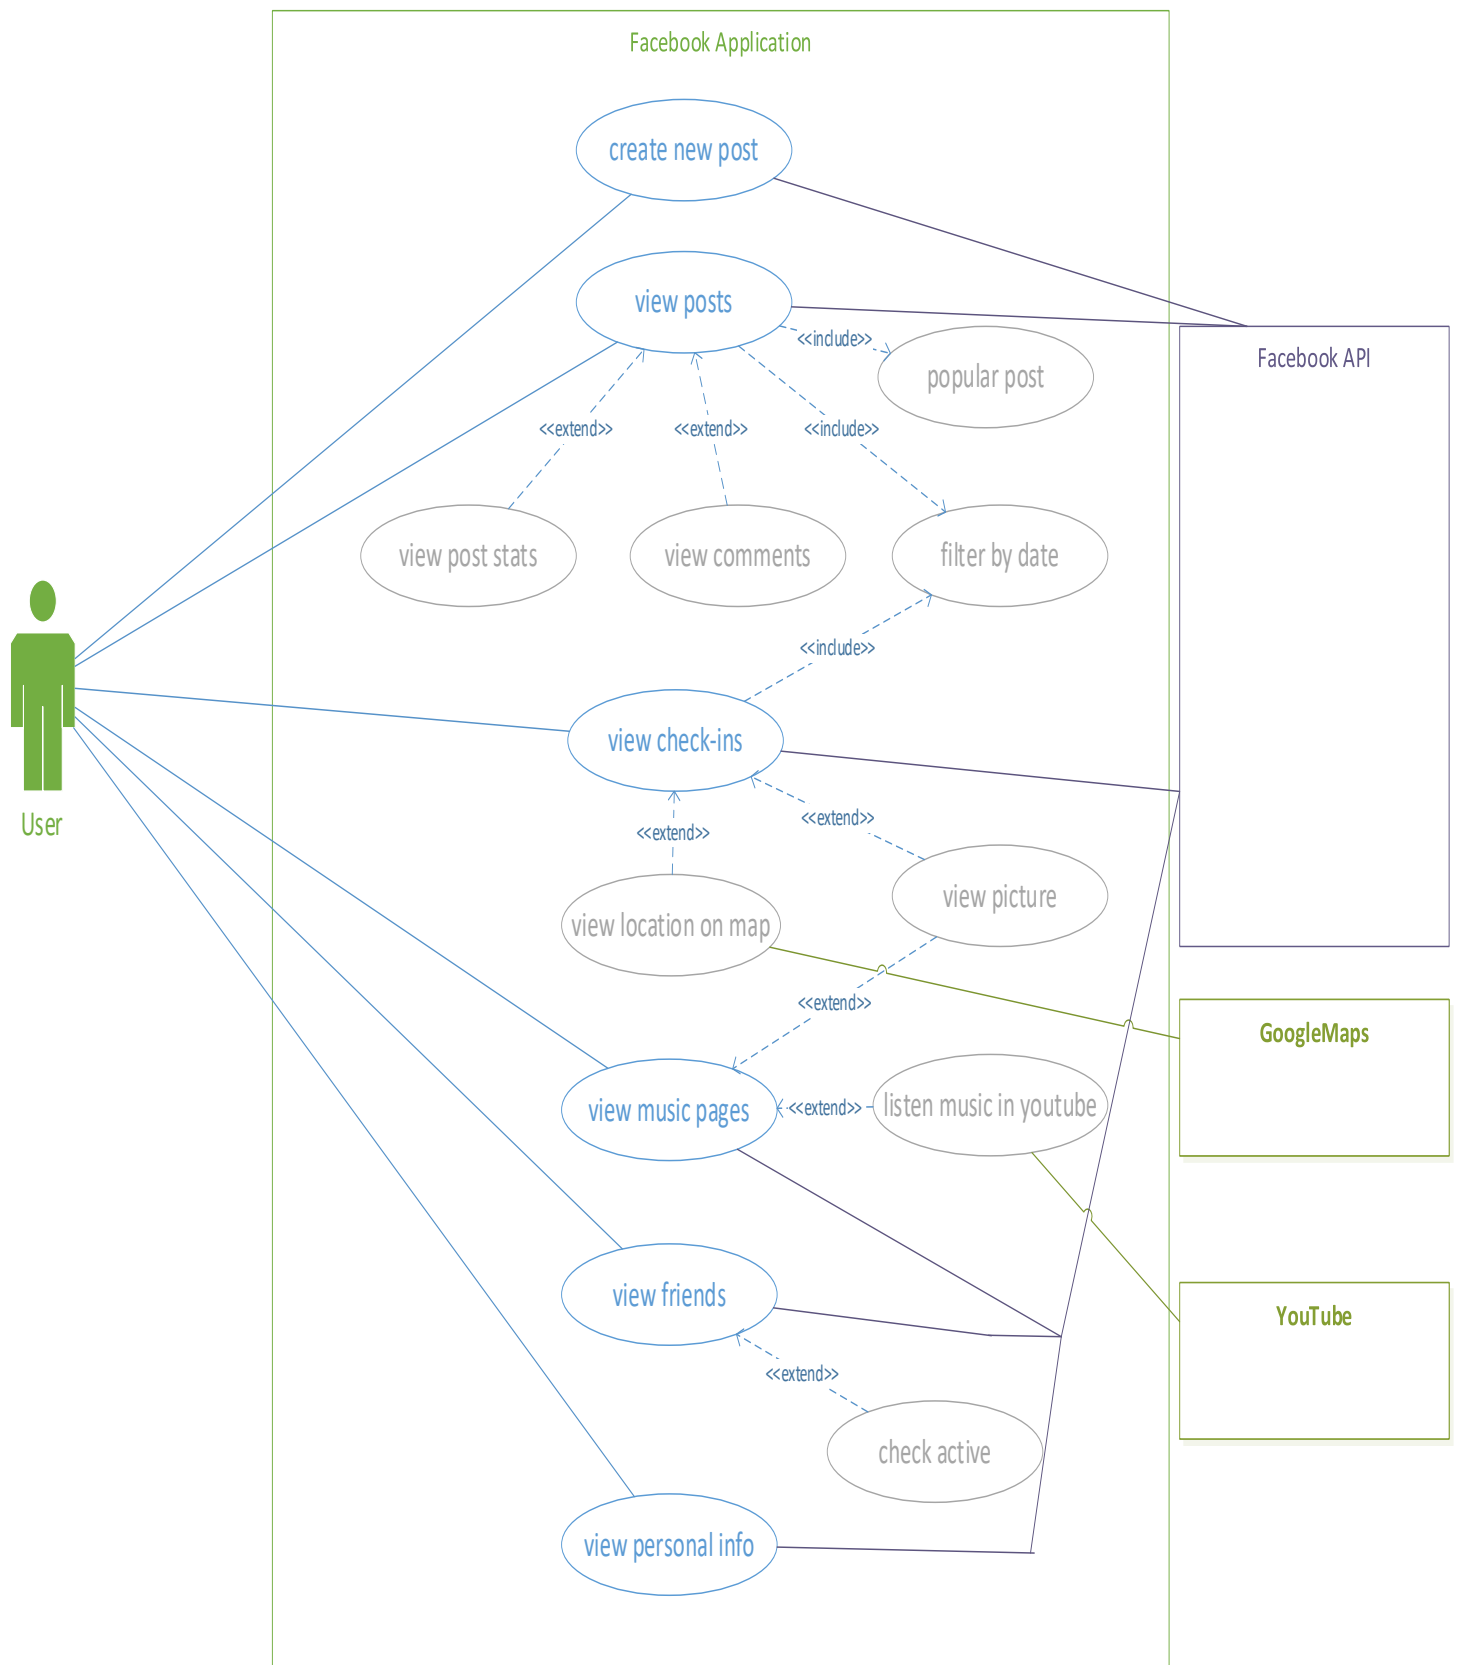 Facebook Application
create new post
view posts
<<include>>
popular post
Facebook API
<<extend>>
<<extend>>
<<include>>
view post stats
view comments
filter by date
<<include>>
view check-ins
User
<<extend>>
<<extend>>
view picture
view location on map
<<extend>>
GoogleMaps
view music pages
<<extend>>
listen music in youtube
view friends
YouTube
<<extend>>
check active
view personal info